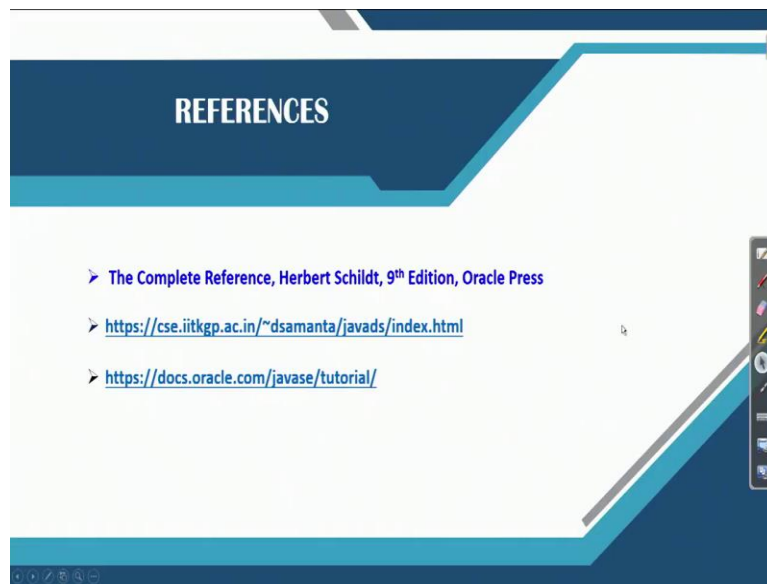 REFERENCES
The Complete Reference, Herbert Schildt, 9th Edition, Oracle Press
https://cse.iitkgp.ac.in/~dsamanta/javads/index.html
https://docs.oracle.com/javase/tutorial/